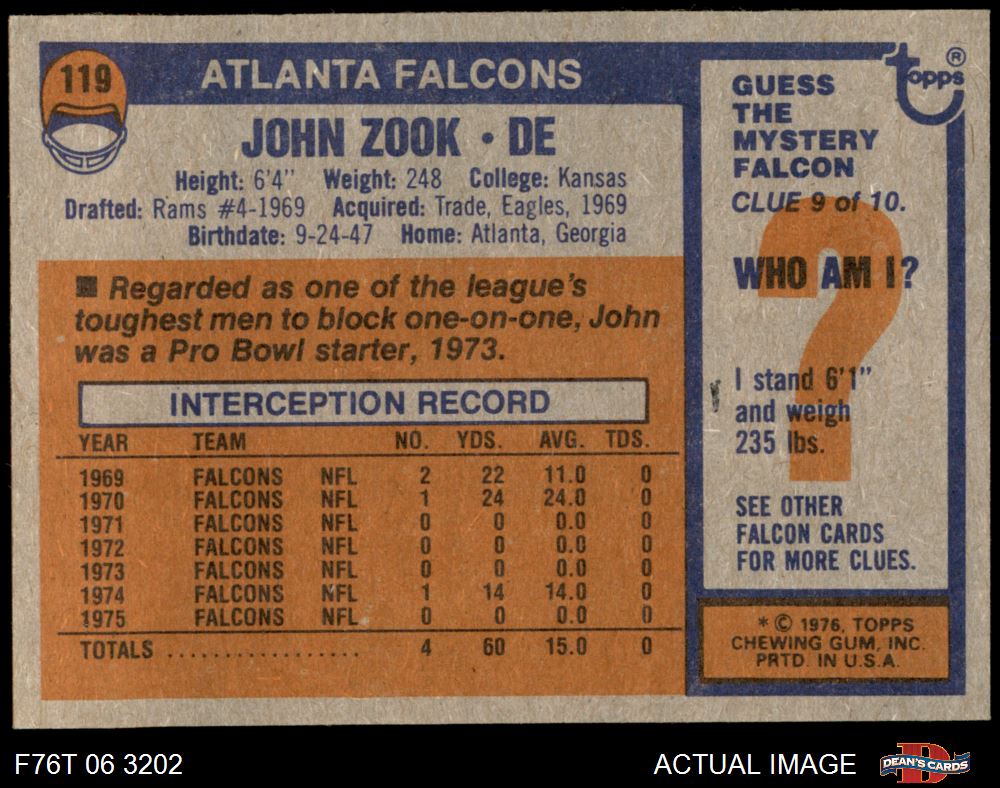 119
ATLANTA FALCONS
JOHN ZOOK • DE
Height: 6'4" Weight: 248 College: Kansas
Drafted: Rams #4-1969 Acquired: Trade, Eagles, 1969
Birthdate: 9-24-47 Home: Atlanta, Georgia
■ Regarded as one of the league's
toughest men to block one-on-one, John
was a Pro Bowl starter, 1973.
INTERCEPTION RECORD
YEAR TEAM NO. YDS. AVG. TDS.
1969 FALCONS NFL 2 22 11.0 0
1970 FALCONS NFL 1 24 24.0 0
1971 FALCONS NFL 0 0 0.0 0
1972 FALCONS NFL 0 0 0.0 0
1973 FALCONS NFL 0 0 0.0 0
1974 FALCONS NFL 1 14 14.0 0
1975 FALCONS NFL 0 0 0.0 0
TOTALS .................. 4 60 15.0 0
topps ®
GUESS
THE
MYSTERY
FALCON
CLUE 9 of 10.
?
WHO AM I?
I stand 6'1"
and weigh
235 lbs.
SEE OTHER
FALCON CARDS
FOR MORE CLUES.
* © 1976, TOPPS
CHEWING GUM, INC.
PRTD. IN U.S.A.
F76T 06 3202
ACTUAL IMAGE
D
DEAN'S CARDS